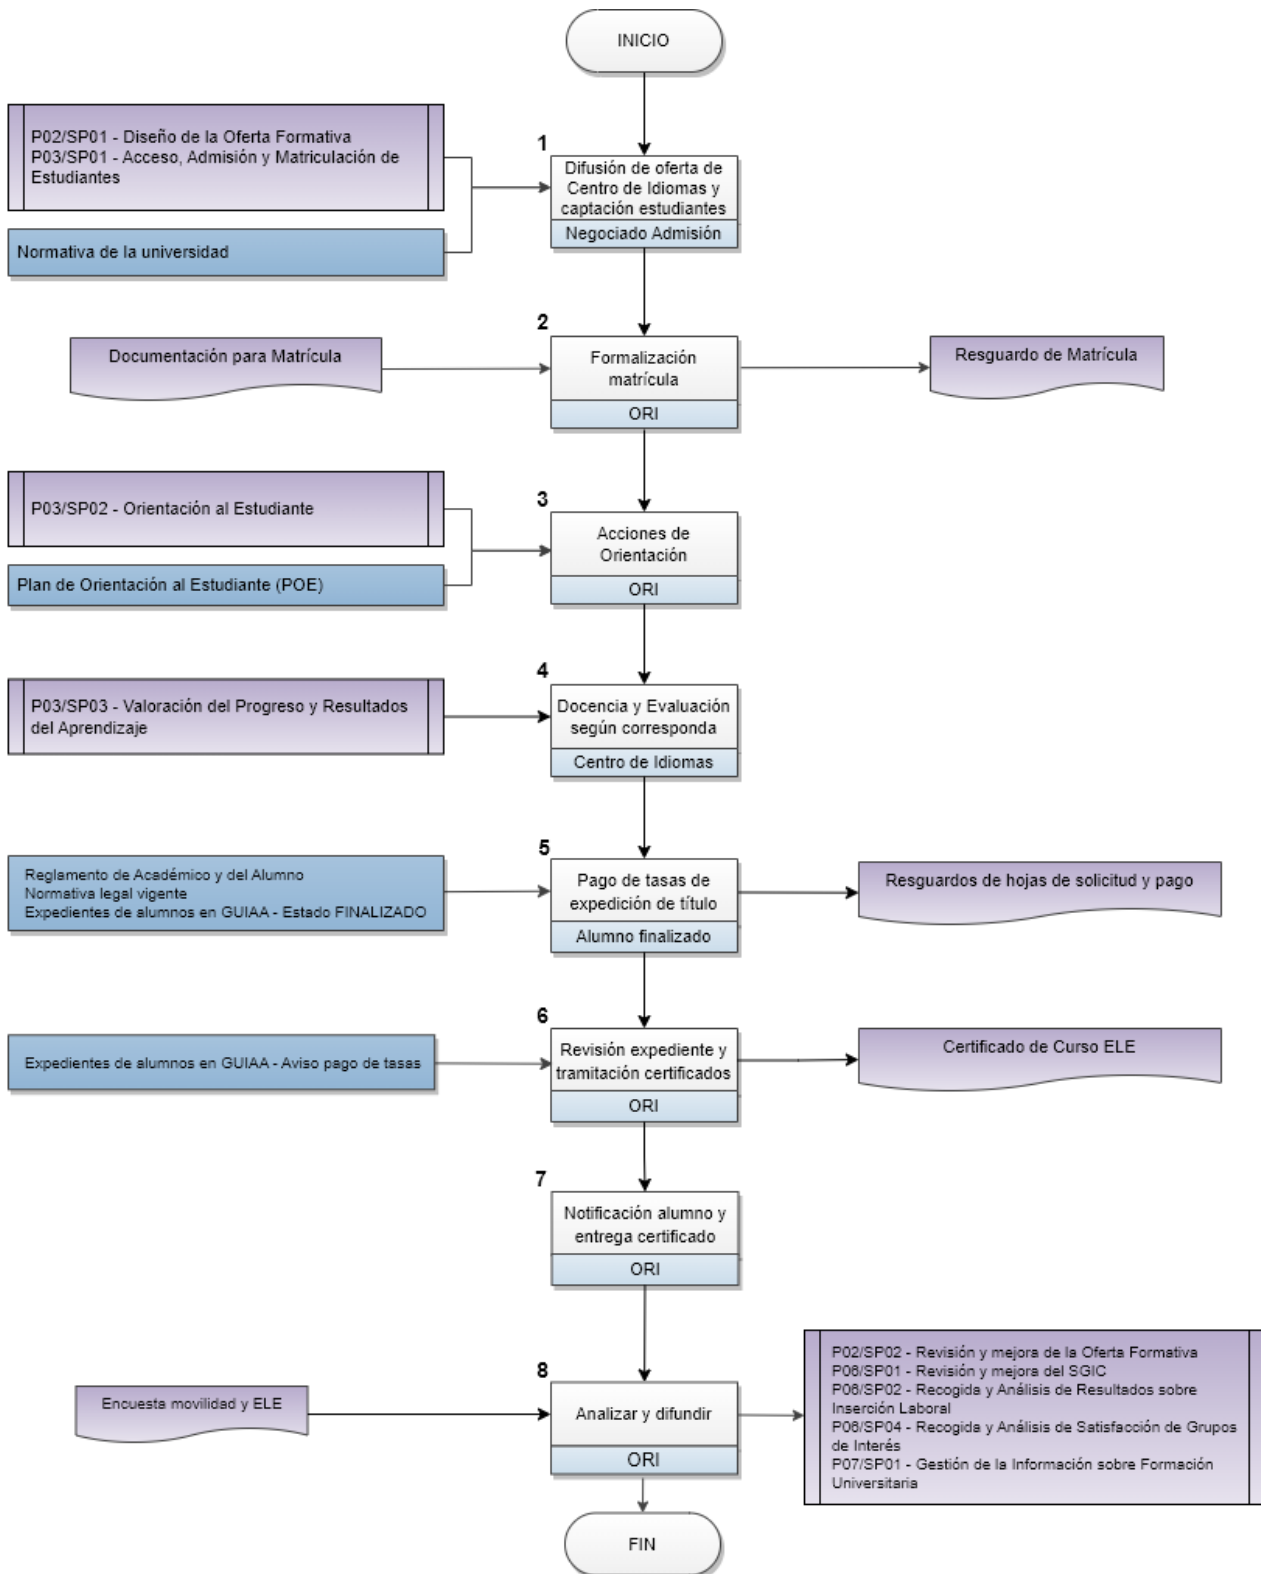 INICIO
P02/SP01 - Diseño de la Oferta Formativa
P03/SP01 - Acceso, Admisión y Matriculación de
Estudiantes
Normativa de la universidad
1
Difusión de oferta de
Centro de Idiomas y
captación estudiantes
Negociado Admisión
Documentación para Matrícula
2
Formalización
matrícula
ORI
Resguardo de Matrícula
P03/SP02 - Orientación al Estudiante
Plan de Orientación al Estudiante (POE)
3
Acciones de
Orientación
ORI
P03/SP03 - Valoración del Progreso y Resultados
del Aprendizaje
4
Docencia y Evaluación
según corresponda
Centro de Idiomas
Reglamento de Académico y del Alumno
Normativa legal vigente
Expedientes de alumnos en GUIAA - Estado FINALIZADO
5
Pago de tasas de
expedición de título
Alumno finalizado
Resguardos de hojas de solicitud y pago
Expedientes de alumnos en GUIAA - Aviso pago de tasas
6
Revisión expediente y
tramitación certificados
ORI
Certificado de Curso ELE
7
Notificación alumno y
entrega certificado
ORI
Encuesta movilidad y ELE
8
Analizar y difundir
ORI
P02/SP02 - Revisión y mejora de la Oferta Formativa
P06/SP01 - Revisión y mejora del SGIC
P06/SP02 - Recogida y Análisis de Resultados sobre
Inserción Laboral
P06/SP04 - Recogida y Análisis de Satisfacción de Grupos
de Interés
P07/SP01 - Gestión de la Información sobre Formación
Universitaria
FIN